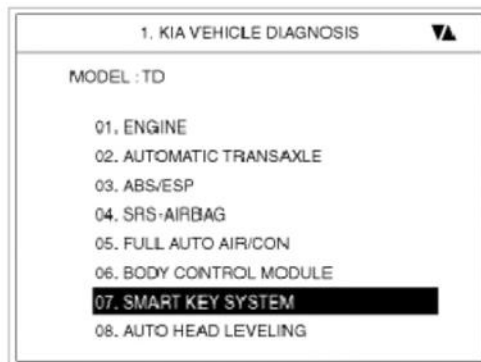 1. KIA VEHICLE DIAGNOSIS
MODEL : TD
01. ENGINE
02. AUTOMATIC TRANSAXLE
03. ABS/ESP
04. SRS-AIRBAG
05. FULL AUTO AIR/CON
06. BODY CONTROL MODULE
07. SMART KEY SYSTEM
08. AUTO HEAD LEVELING